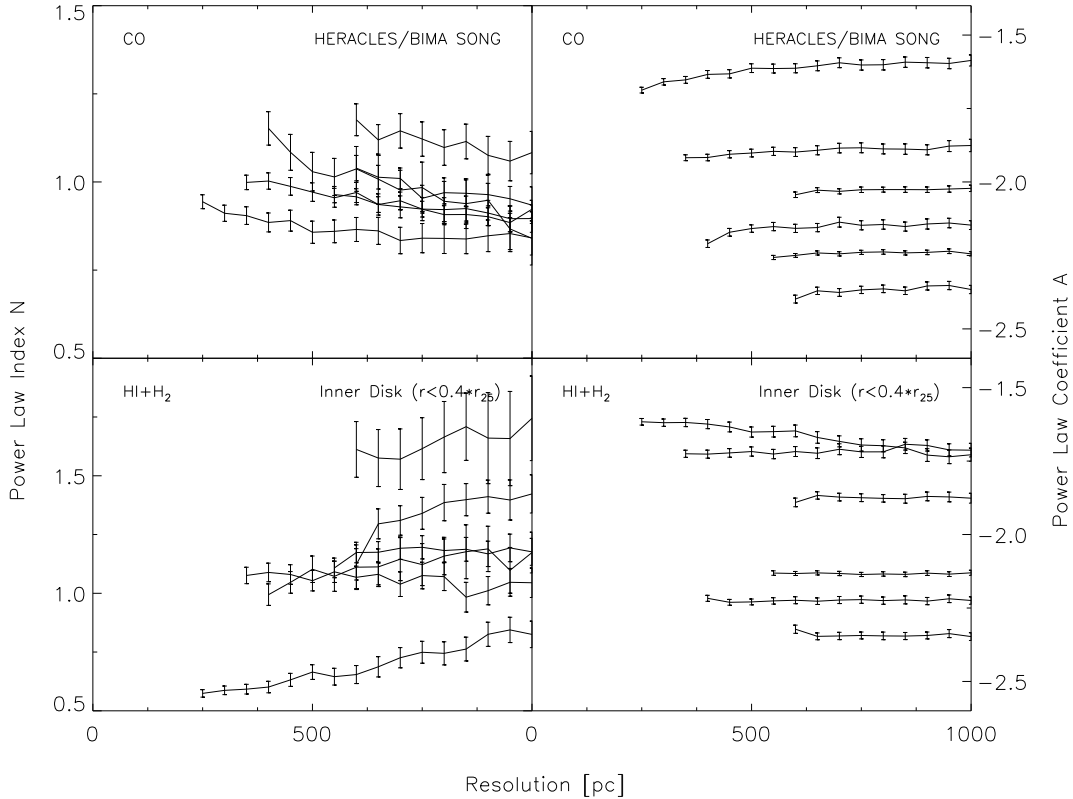 1.5
CO HERACLES/BIMA SONG
CO HERACLES/BIMA SONG
−1.5
1.0
−2.0
0.5
−2.5
HI+H₂ Inner Disk (r<0.4*r₂₅)
HI+H₂ Inner Disk (r<0.4*r₂₅)
−1.5
1.5
−2.0
1.0
−2.5
0.5
0 500 0 500 1000
Resolution [pc]
Power Law Index N
Power Law Coefficient A